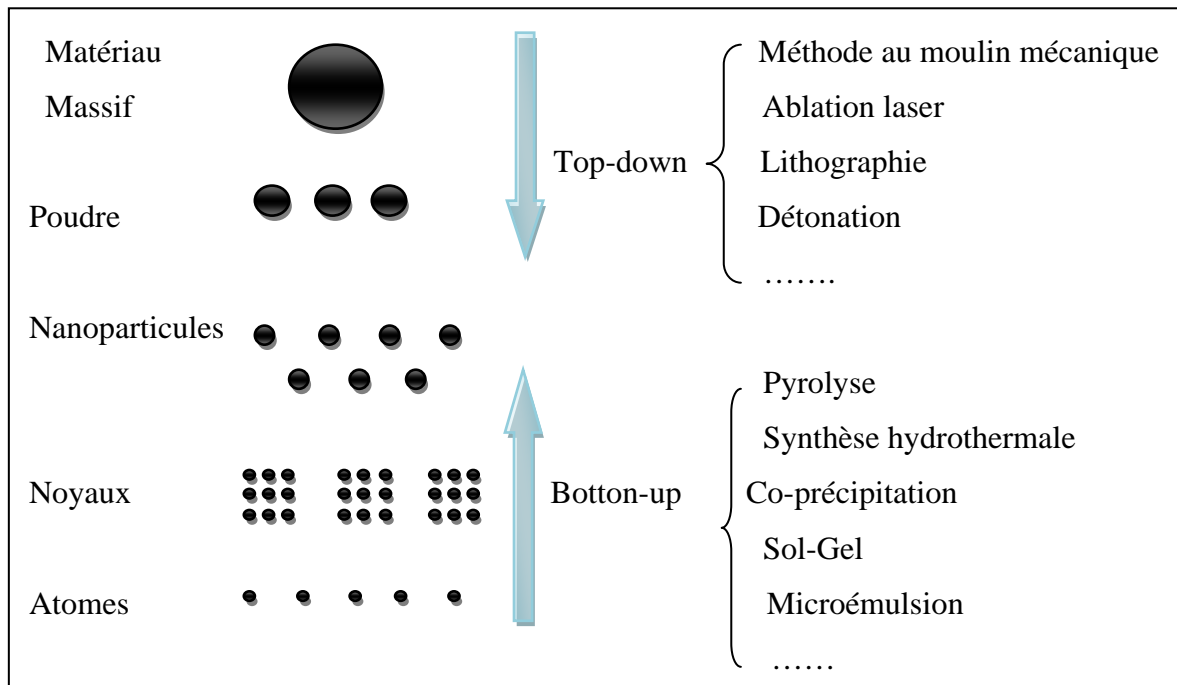 Matériau
Massif
Poudre
Nanoparticules
Noyaux
Atomes
Top-down
Botton-up
Méthode au moulin mécanique
Ablation laser
Lithographie
Détonation
…….
Pyrolyse
Synthèse hydrothermale
Co-précipitation
Sol-Gel
Microémulsion
……